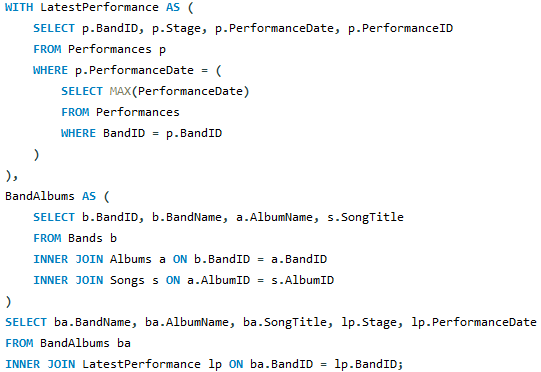 WITH LatestPerformance AS (
    SELECT p.BandID, p.Stage, p.PerformanceDate, p.PerformanceID
    FROM Performances p
    WHERE p.PerformanceDate = (
        SELECT MAX(PerformanceDate)
        FROM Performances
        WHERE BandID = p.BandID
    )
),
BandAlbums AS (
    SELECT b.BandID, b.BandName, a.AlbumName, s.SongTitle
    FROM Bands b
    INNER JOIN Albums a ON b.BandID = a.BandID
    INNER JOIN Songs s ON a.AlbumID = s.AlbumID
)
SELECT ba.BandName, ba.AlbumName, ba.SongTitle, lp.Stage, lp.PerformanceDate
FROM BandAlbums ba
INNER JOIN LatestPerformance lp ON ba.BandID = lp.BandID;